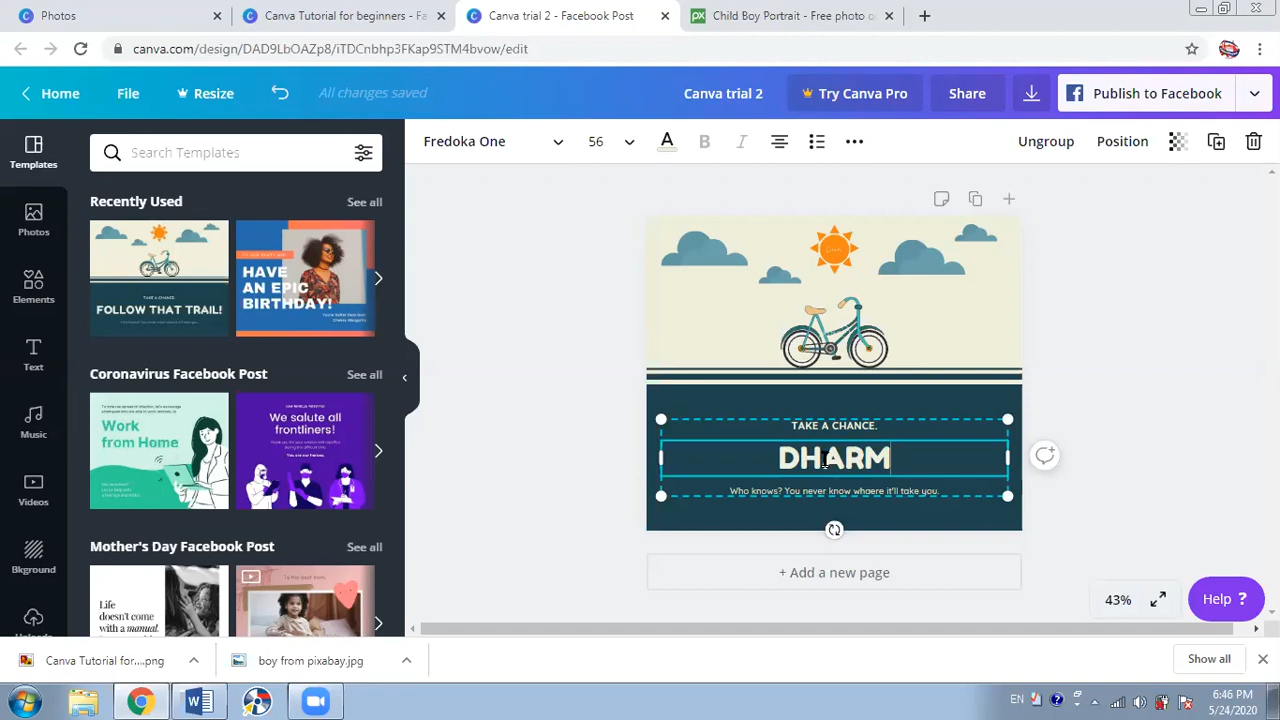 Photos
Canva Tutorial for beginners - F
Canva trial 2 - Facebook Post
Child Boy Portrait - Free photo o
canva.com/design/DAD9LbOAZp8/iTDCnbhp3FKap9STM4bvow/edit
Home
File
Resize
All changes saved
Canva trial 2
Try Canva Pro
Share
Publish to Facebook
Templates
Photos
Elements
Text
Music
Videos
Bkground
Search Templates
Fredoka One
56
A
B
I
Ungroup
Position
Recently Used
See all
TAKE A CHANCE.
FOLLOW THAT TRAIL!
HAVE
AN EPIC
BIRTHDAY!
Coronavirus Facebook Post
See all
Work
from Home
We salute all
frontliners!
Mother's Day Facebook Post
See all
Life
doesn't come
with a manual.
TAKE A CHANCE.
DHARM
Who knows? You never know whaere it'll take you.
+ Add a new page
43%
Help ?
Canva Tutorial for....png
boy from pixabay.jpg
Show all
EN
6:46 PM
5/24/2020